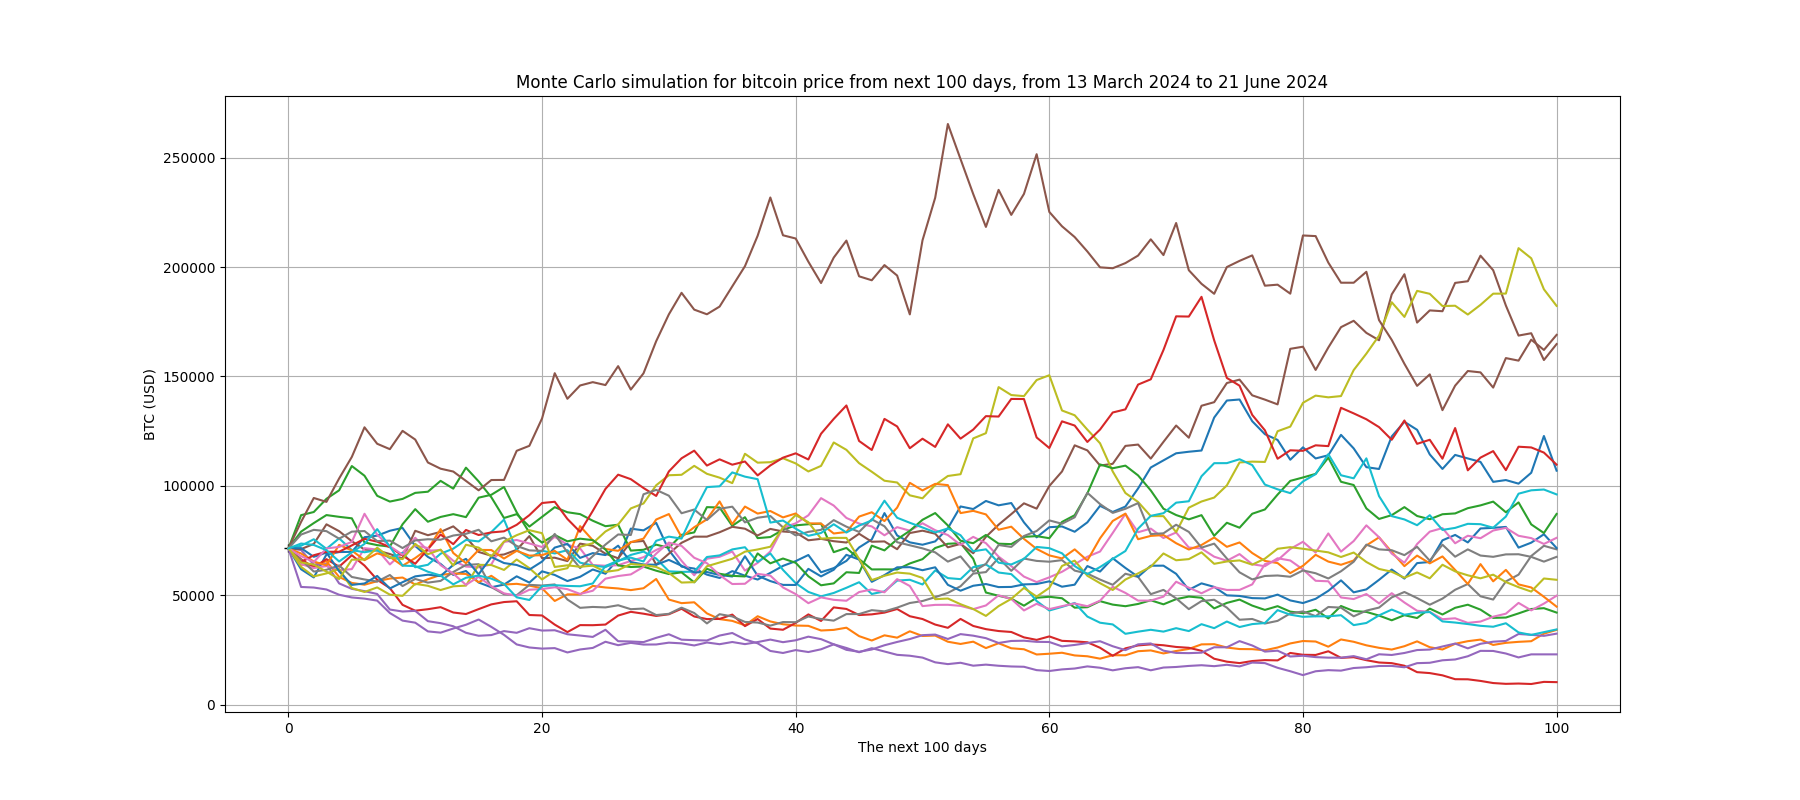 Monte Carlo simulation for bitcoin price from next 100 days, from 13 March 2024 to 21 June 2024
250000
200000
150000
100000
50000
0
BTC (USD)
0 20 40 60 80 100
The next 100 days